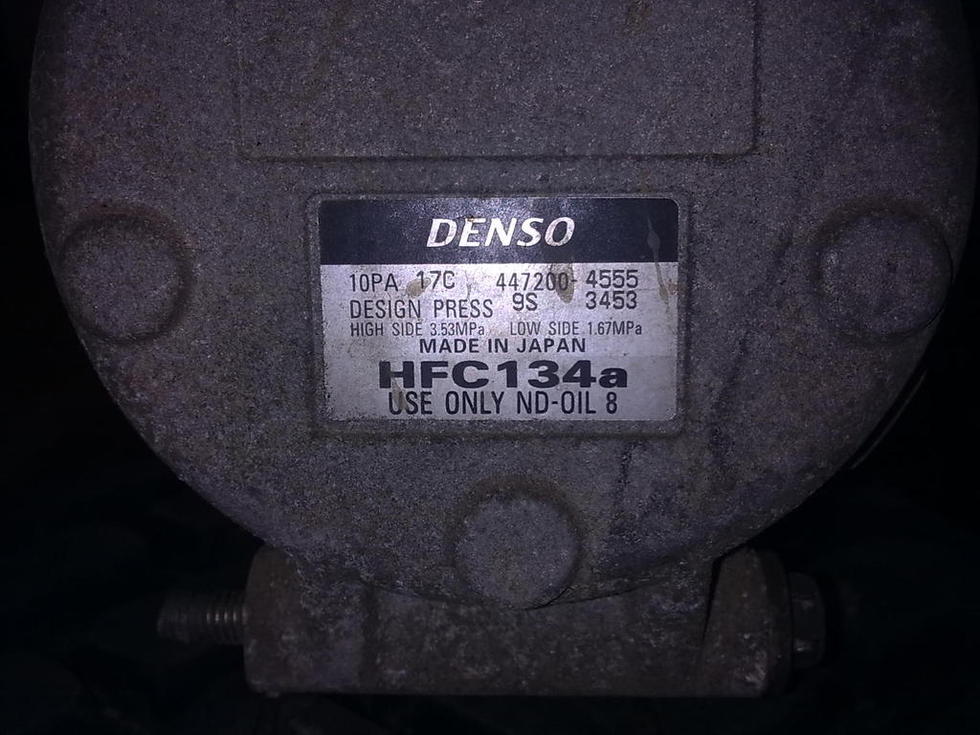 DENSO
10PA 17C 447200-4555
DESIGN PRESS 9S 3453
HIGH SIDE 3.53MPa LOW SIDE 1.67MPa
MADE IN JAPAN
HFC134a
USE ONLY ND-OIL 8